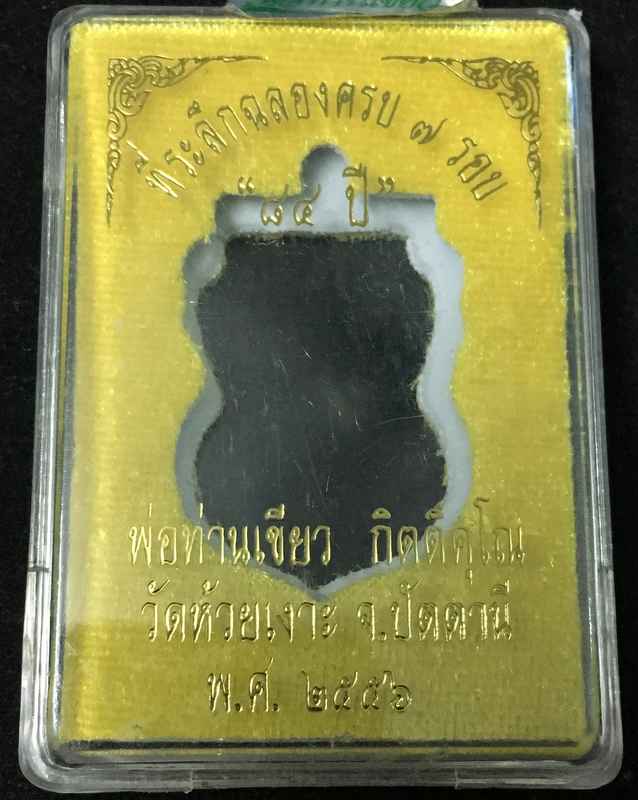 ที่ระลึกฉลองครบ ๗ รอบ
“๘๔ ปี”
พ่อท่านเขียว กิตติคุโณ
วัดห้วยเงาะ จ.ปัตตานี
พ.ศ. ๒๕๕๖